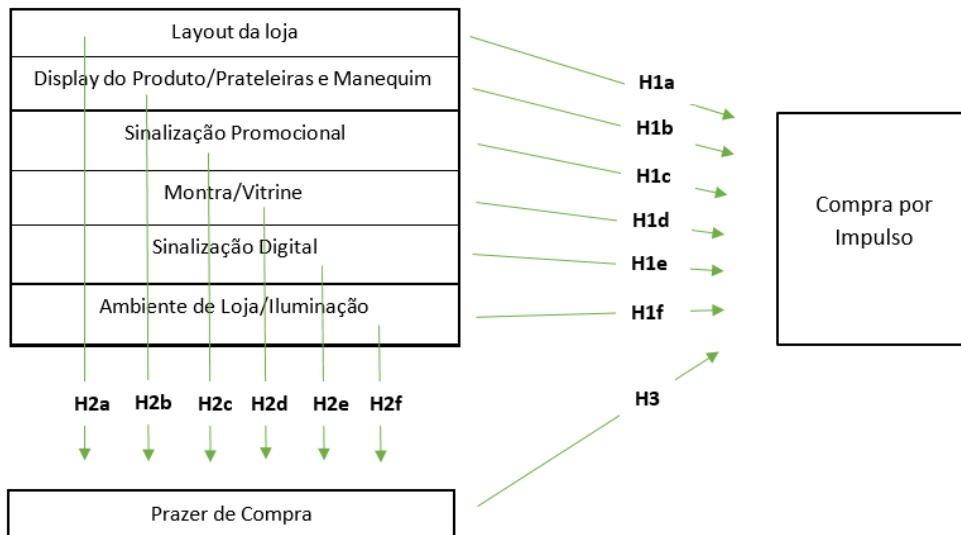 Layout da loja
Display do Produto/Prateleiras e Manequim
Sinalização Promocional
Montra/Vitrine
Sinalização Digital
Ambiente de Loja/Iluminação
H1a
H1b
H1c
H1d
H1e
H1f
Compra por
Impulso
H2a H2b H2c H2d H2e H2f
H3
Prazer de Compra